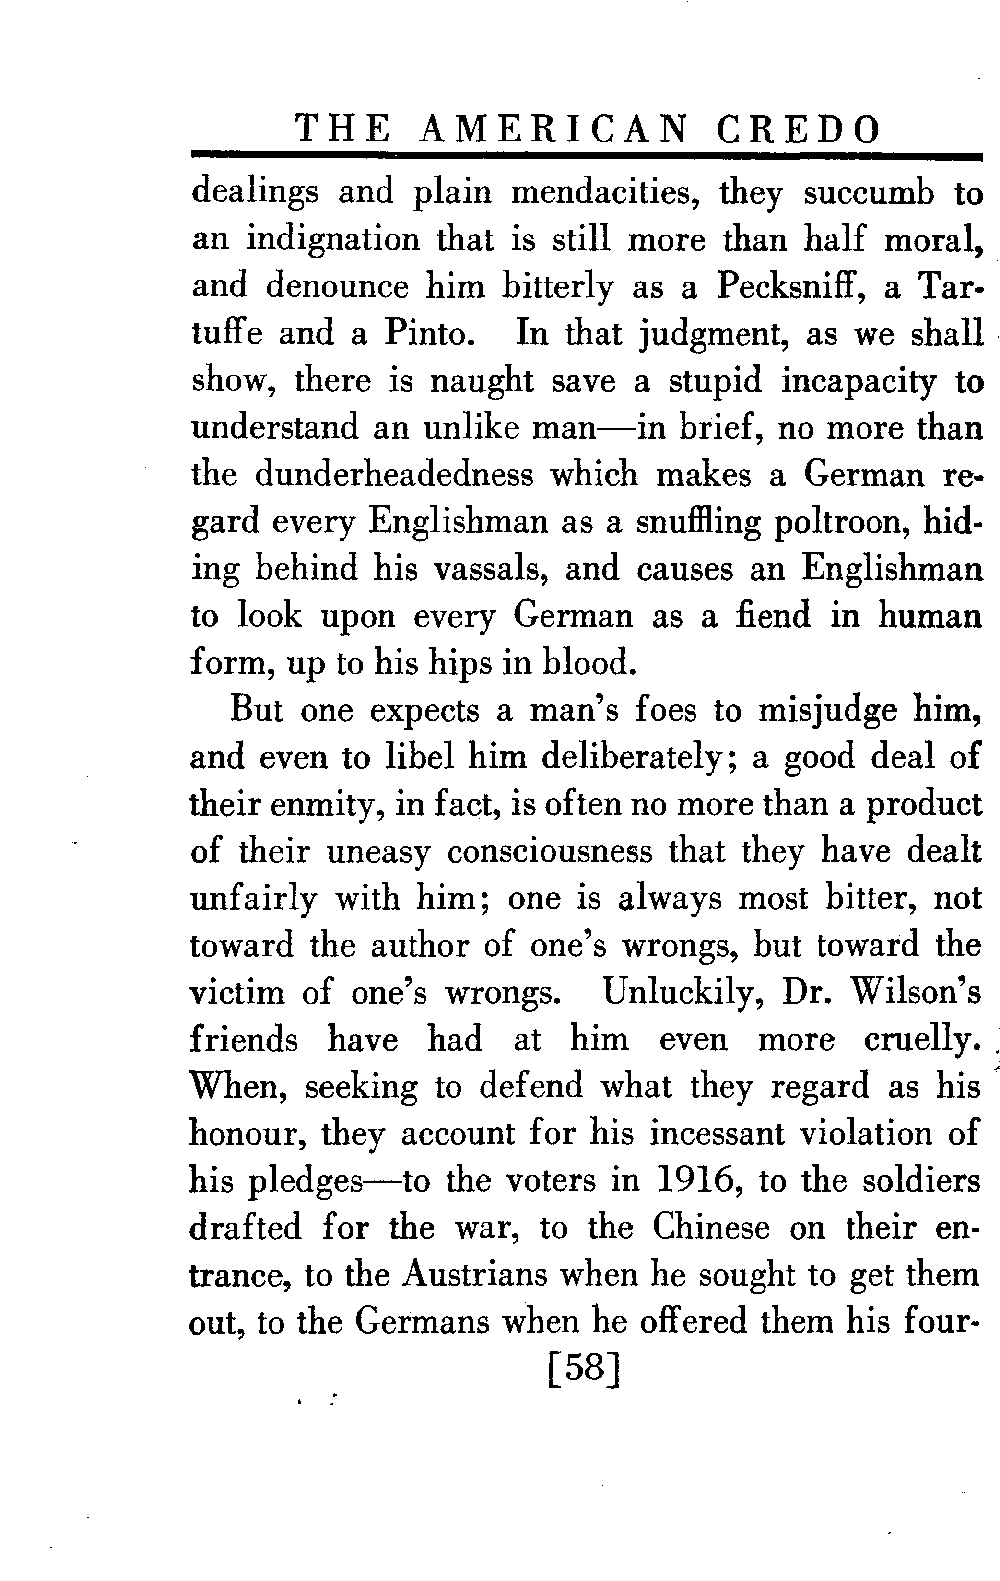 THE AMERICAN CREDO
dealings and plain mendacities, they succumb to
an indignation that is still more than half moral,
and denounce him bitterly as a Pecksniff, a Tar-
tuffe and a Pinto. In that judgment, as we shall
show, there is naught save a stupid incapacity to
understand an unlike man—in brief, no more than
the dunderheadedness which makes a German re-
gard every Englishman as a snuffling poltroon, hid-
ing behind his vassals, and causes an Englishman
to look upon every German as a fiend in human
form, up to his hips in blood.
But one expects a man's foes to misjudge him,
and even to libel him deliberately; a good deal of
their enmity, in fact, is often no more than a product
of their uneasy consciousness that they have dealt
unfairly with him; one is always most bitter, not
toward the author of one's wrongs, but toward the
victim of one's wrongs. Unluckily, Dr. Wilson's
friends have had at him even more cruelly.
When, seeking to defend what they regard as his
honour, they account for his incessant violation of
his pledges—to the voters in 1916, to the soldiers
drafted for the war, to the Chinese on their en-
trance, to the Austrians when he sought to get them
out, to the Germans when he offered them his four-
[58]